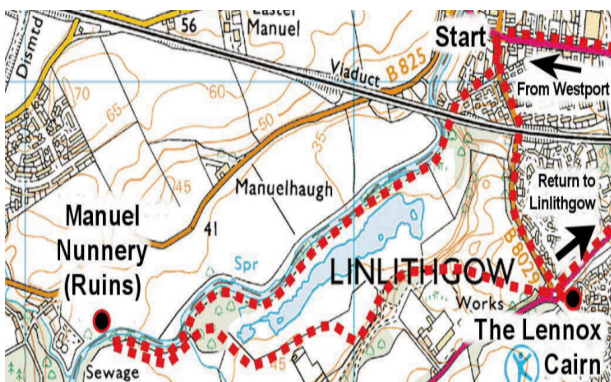 Dismtd
56
Easter
Manuel
Start
B 825
Viaduct
From Westport
70
65
60
50
35
45
Manuelhaugh
Return to
Linlithgow
Manuel
Nunnery
(Ruins)
41
Spr
LINLITHGOW
B8029
Works
The Lennox
Cairn
Sewage
45